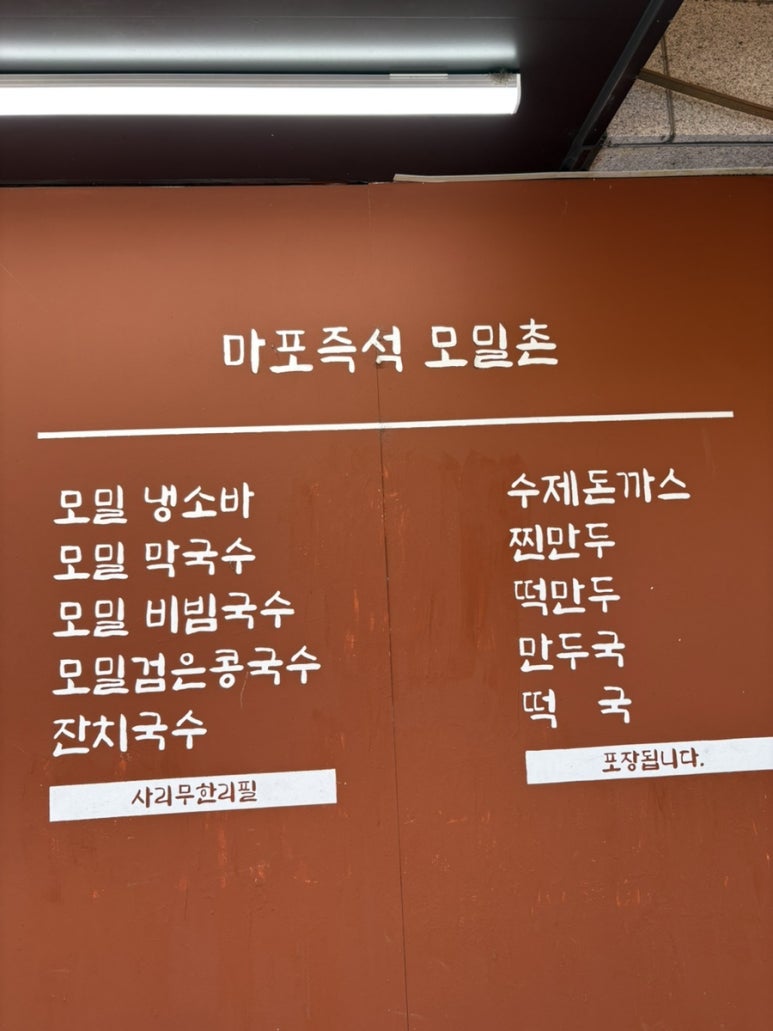 마포즉석 모밀촌
모밀 냉소바
모밀 막국수
모밀 비빔국수
모밀검은콩국수
잔치국수
사리무한리필
수제돈까스
찐만두
떡만두
만두국
떡 국
포장됩니다.